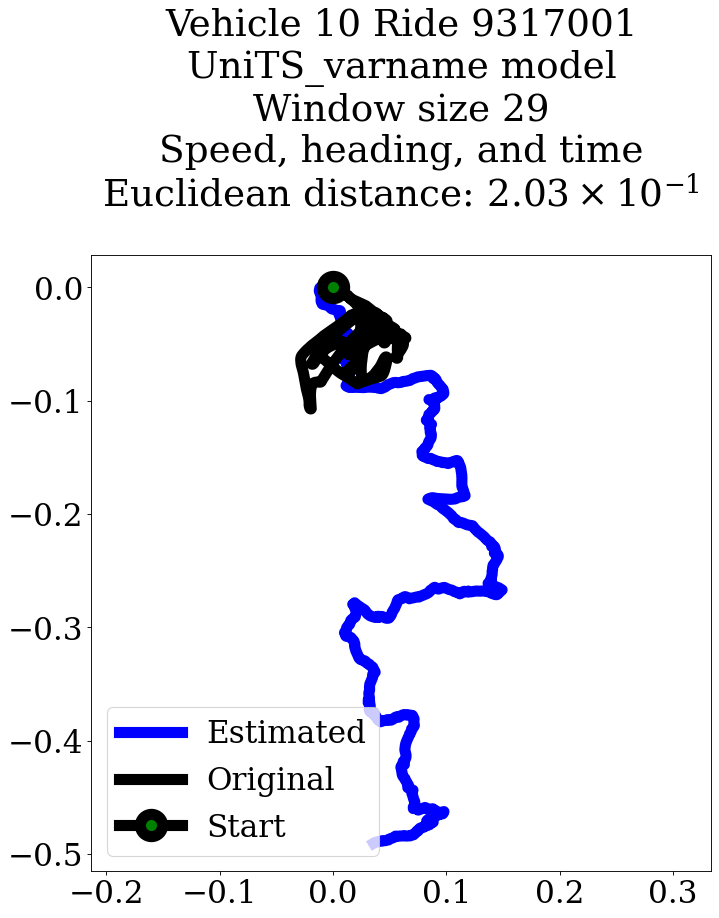 Vehicle 10 Ride 9317001
UniTS_varname model
Window size 29
Speed, heading, and time
Euclidean distance: 2.03 × 10⁻¹
0.0
−0.1
−0.2
−0.3
−0.4
−0.5
Estimated
Original
Start
−0.2 −0.1 0.0 0.1 0.2 0.3